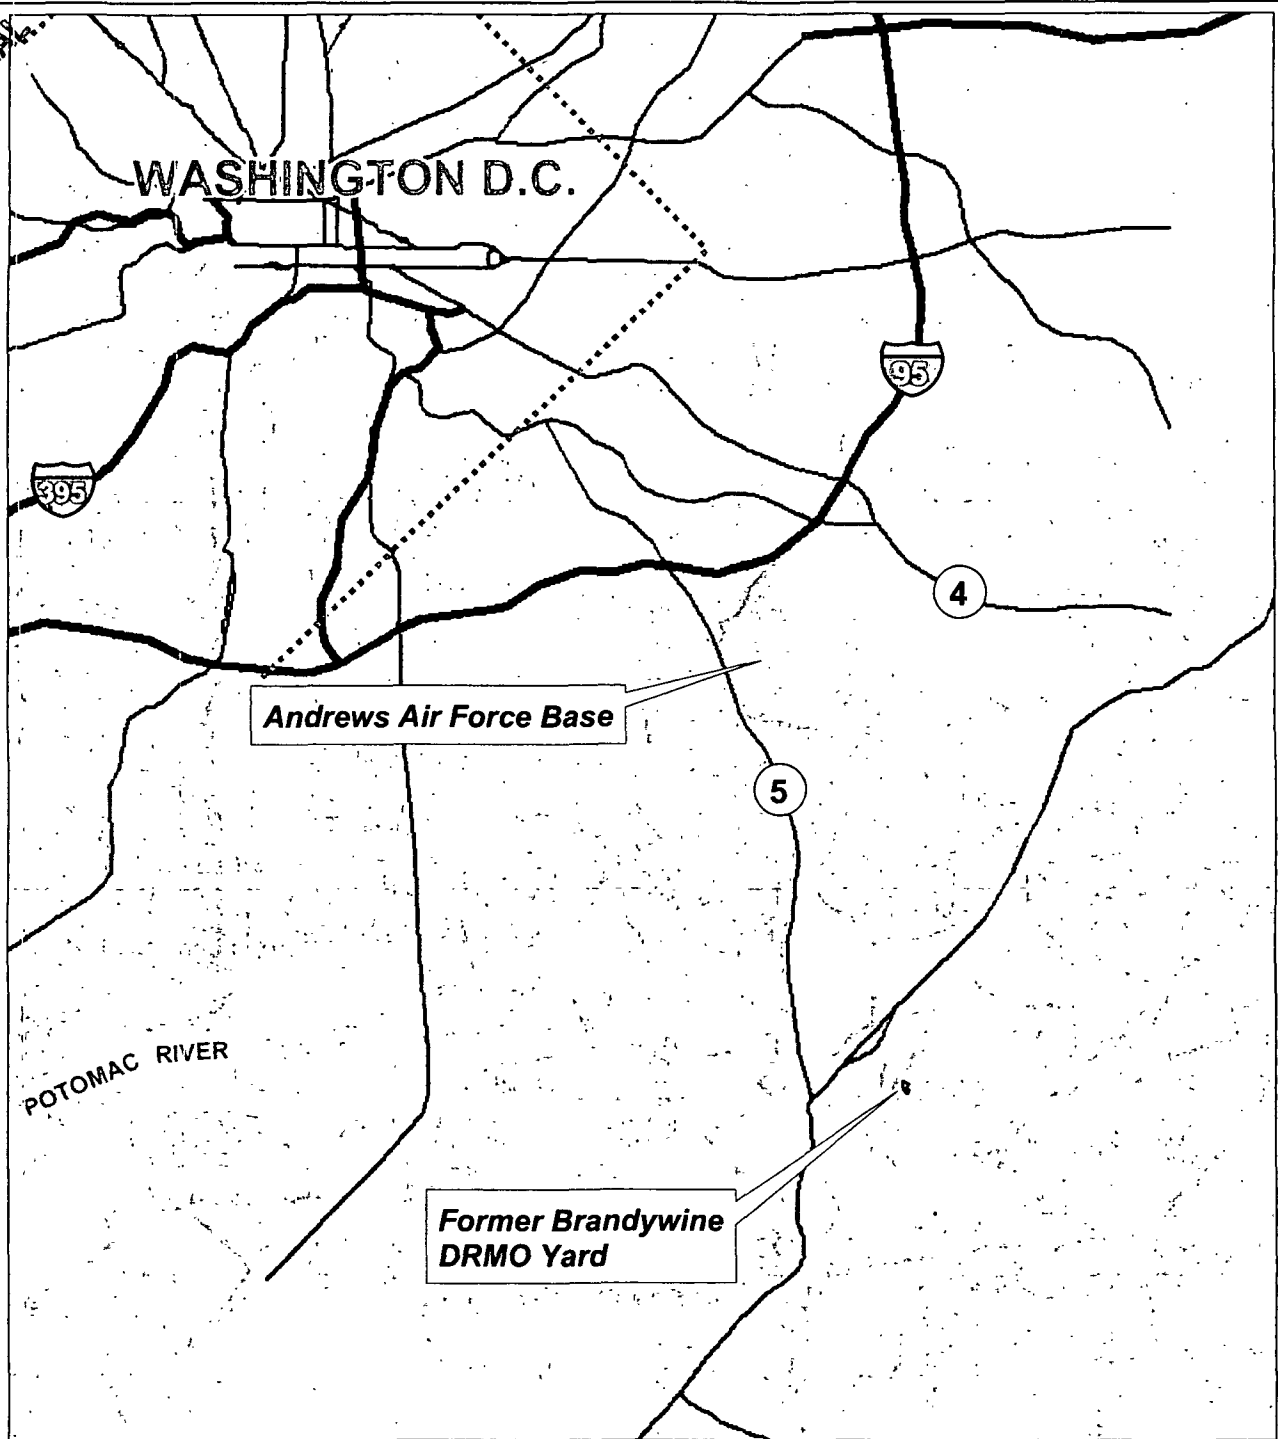 WASHINGTON D.C.
95
395
4
Andrews Air Force Base
5
POTOMAC RIVER
Former Brandywine
DRMO Yard